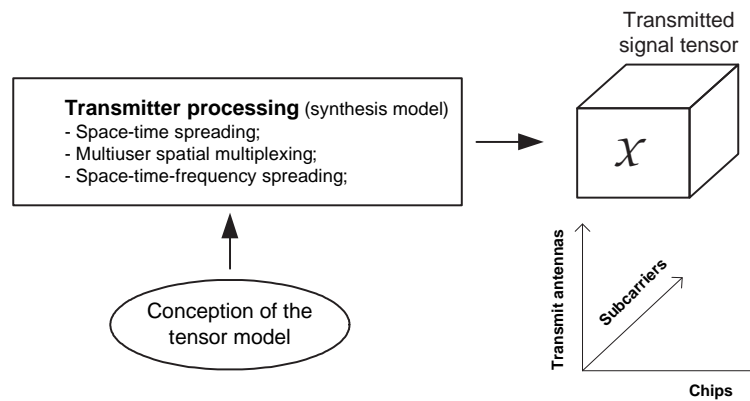 Transmitted
signal tensor
Transmitter processing (synthesis model)
- Space-time spreading;
- Multiuser spatial multiplexing;
- Space-time-frequency spreading;
X
Conception of the
tensor model
Transmit antennas
Subcarriers
Chips